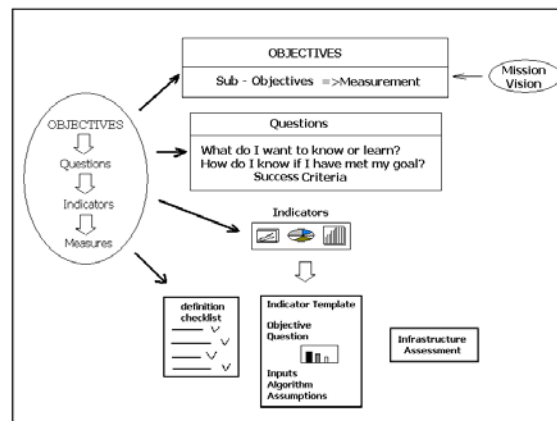 OBJECTIVES
Sub - Objectives =>Measurement
Mission
Vision
OBJECTIVES
Questions
Indicators
Measures
Questions
What do I want to know or learn?
How do I know if I have met my goal?
Success Criteria
Indicators
definition
checklist
Indicator Template
Objective
Question
Inputs
Algorithm
Assumptions
Infrastructure
Assessment